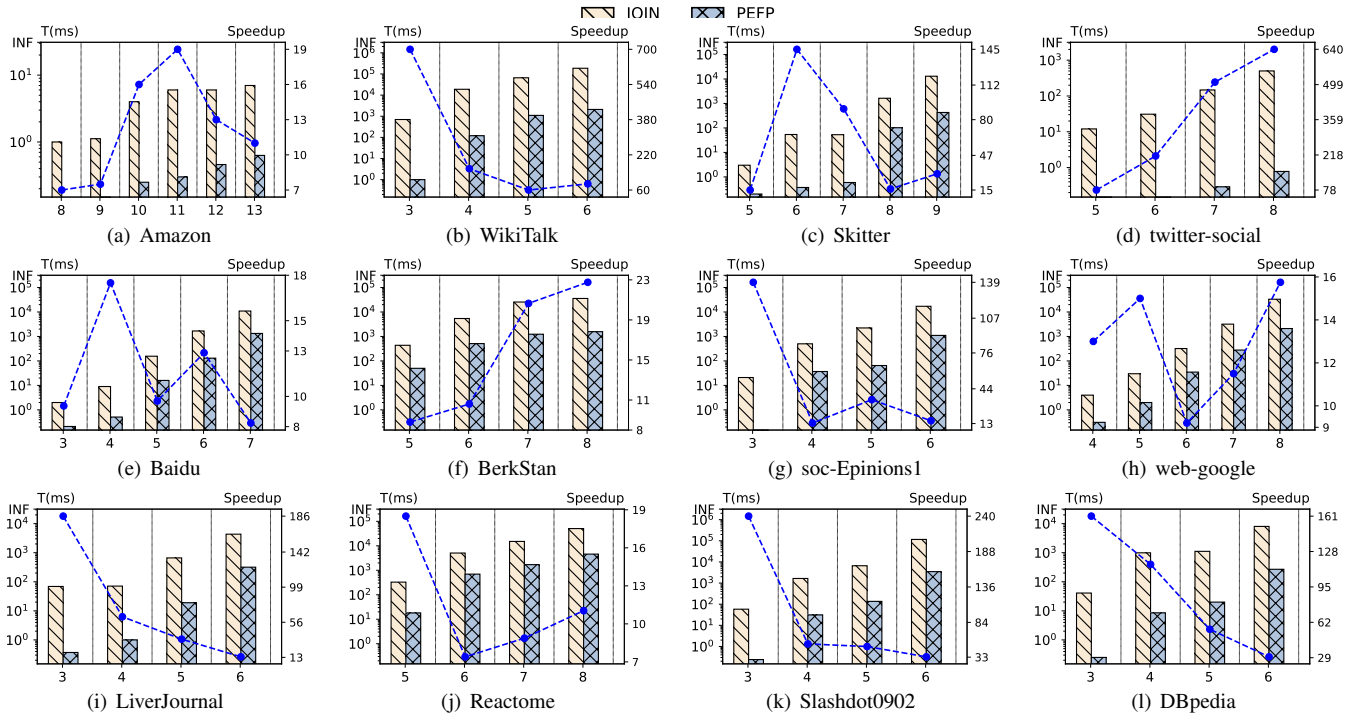 JOIN PEFP
T(ms) Speedup
INF 10¹ 10⁰
19 16 13 10 7
8 9 10 11 12 13
(a) Amazon
T(ms) Speedup
INF 10⁶ 10⁵ 10⁴ 10³ 10² 10¹ 10⁰
700 540 380 220 60
3 4 5 6
(b) WikiTalk
T(ms) Speedup
INF 10⁵ 10⁴ 10³ 10² 10¹ 10⁰
145 112 80 47 15
5 6 7 8 9
(c) Skitter
T(ms) Speedup
INF 10³ 10² 10¹ 10⁰
640 499 359 218 78
5 6 7 8
(d) twitter-social
T(ms) Speedup
INF 10⁵ 10⁴ 10³ 10² 10¹ 10⁰
18 15 13 10 8
3 4 5 6 7
(e) Baidu
T(ms) Speedup
INF 10⁵ 10⁴ 10³ 10² 10¹ 10⁰
23 19 15 11 8
5 6 7 8
(f) BerkStan
T(ms) Speedup
INF 10⁵ 10⁴ 10³ 10² 10¹ 10⁰
139 107 76 44 13
3 4 5 6
(g) soc-Epinions1
T(ms) Speedup
INF 10⁵ 10⁴ 10³ 10² 10¹ 10⁰
16 14 12 10 9
4 5 6 7 8
(h) web-google
T(ms) Speedup
INF 10⁴ 10³ 10² 10¹ 10⁰
186 142 99 56 13
3 4 5 6
(i) LiverJournal
T(ms) Speedup
INF 10⁵ 10⁴ 10³ 10² 10¹ 10⁰
19 16 13 10 7
5 6 7 8
(j) Reactome
T(ms) Speedup
INF 10⁶ 10⁵ 10⁴ 10³ 10² 10¹ 10⁰
240 188 136 84 33
3 4 5 6
(k) Slashdot0902
T(ms) Speedup
INF 10⁴ 10³ 10² 10¹ 10⁰
161 128 95 62 29
3 4 5 6
(l) DBpedia